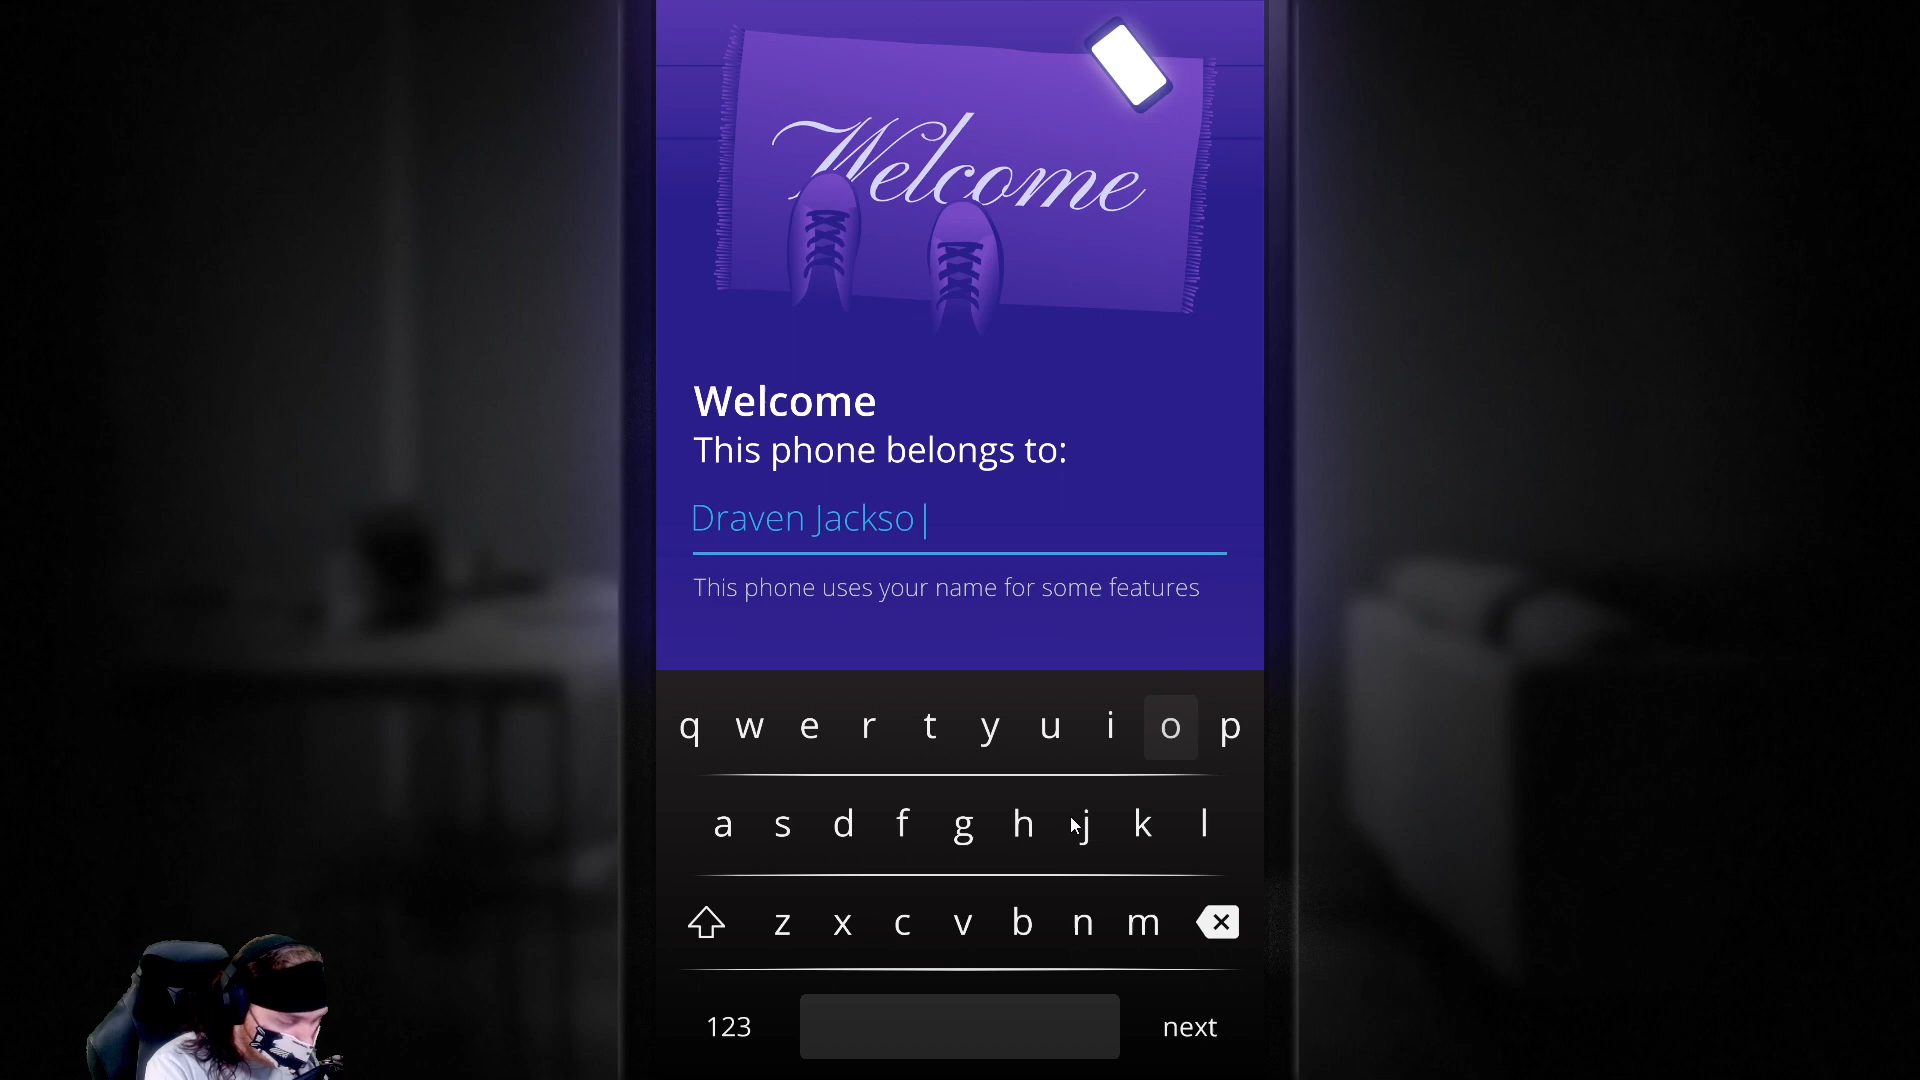 Welcome
Welcome
This phone belongs to:
Draven Jackso
This phone uses your name for some features
q w e r t y u i o p
a s d f g h j k l
z x c v b n m
123 next